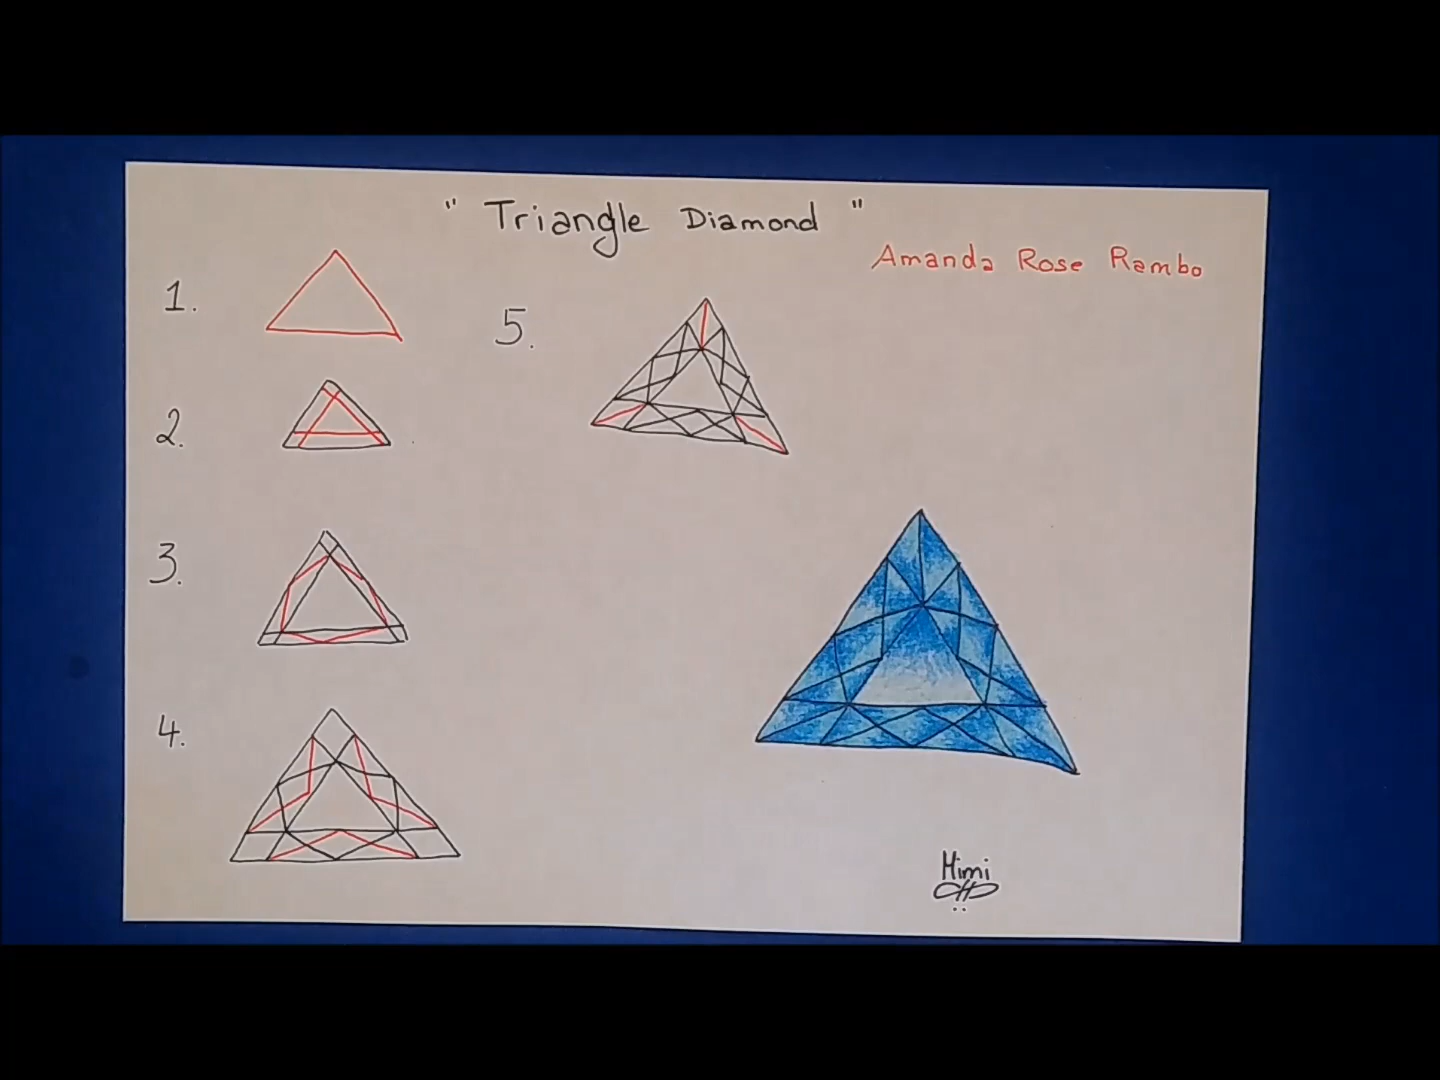 " Triangle Diamond "
Amanda Rose Rambo
1.
2.
3.
4.
5.
Mimi